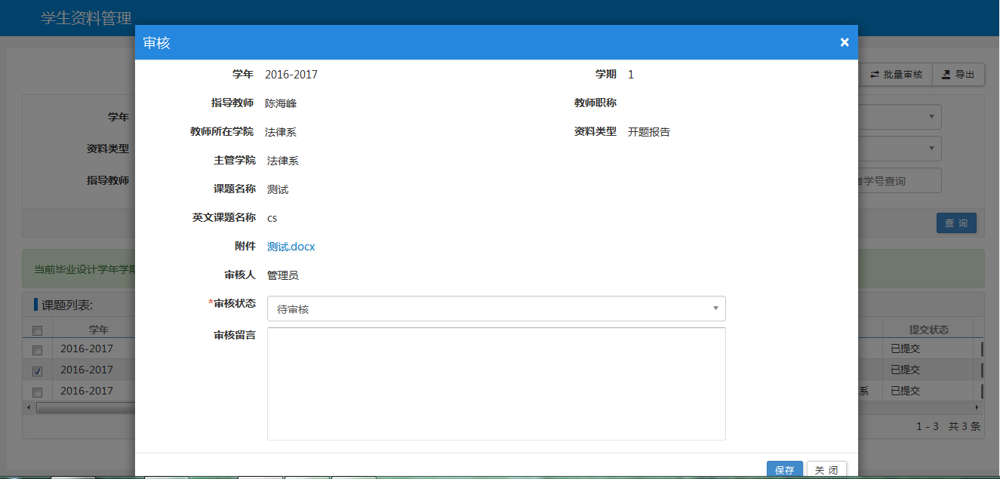 学生资料管理
审核 ×
批量审核 导出
学年 2016-2017 学期 1
指导教师 陈海峰 教师职称
教师所在学院 法律系 资料类型 开题报告
主管学院 法律系
课题名称 测试
英文课题名称 cs
附件 测试.docx
审核人 管理员
*审核状态 待审核
审核留言
保存 关 闭
学年
资料类型
指导教师
学号查询
查 询
当前毕业设计学年学期
课题列表:
学年 提交状态
2016-2017 已提交
2016-2017 已提交
2016-2017 系 已提交
1 - 3 共 3 条